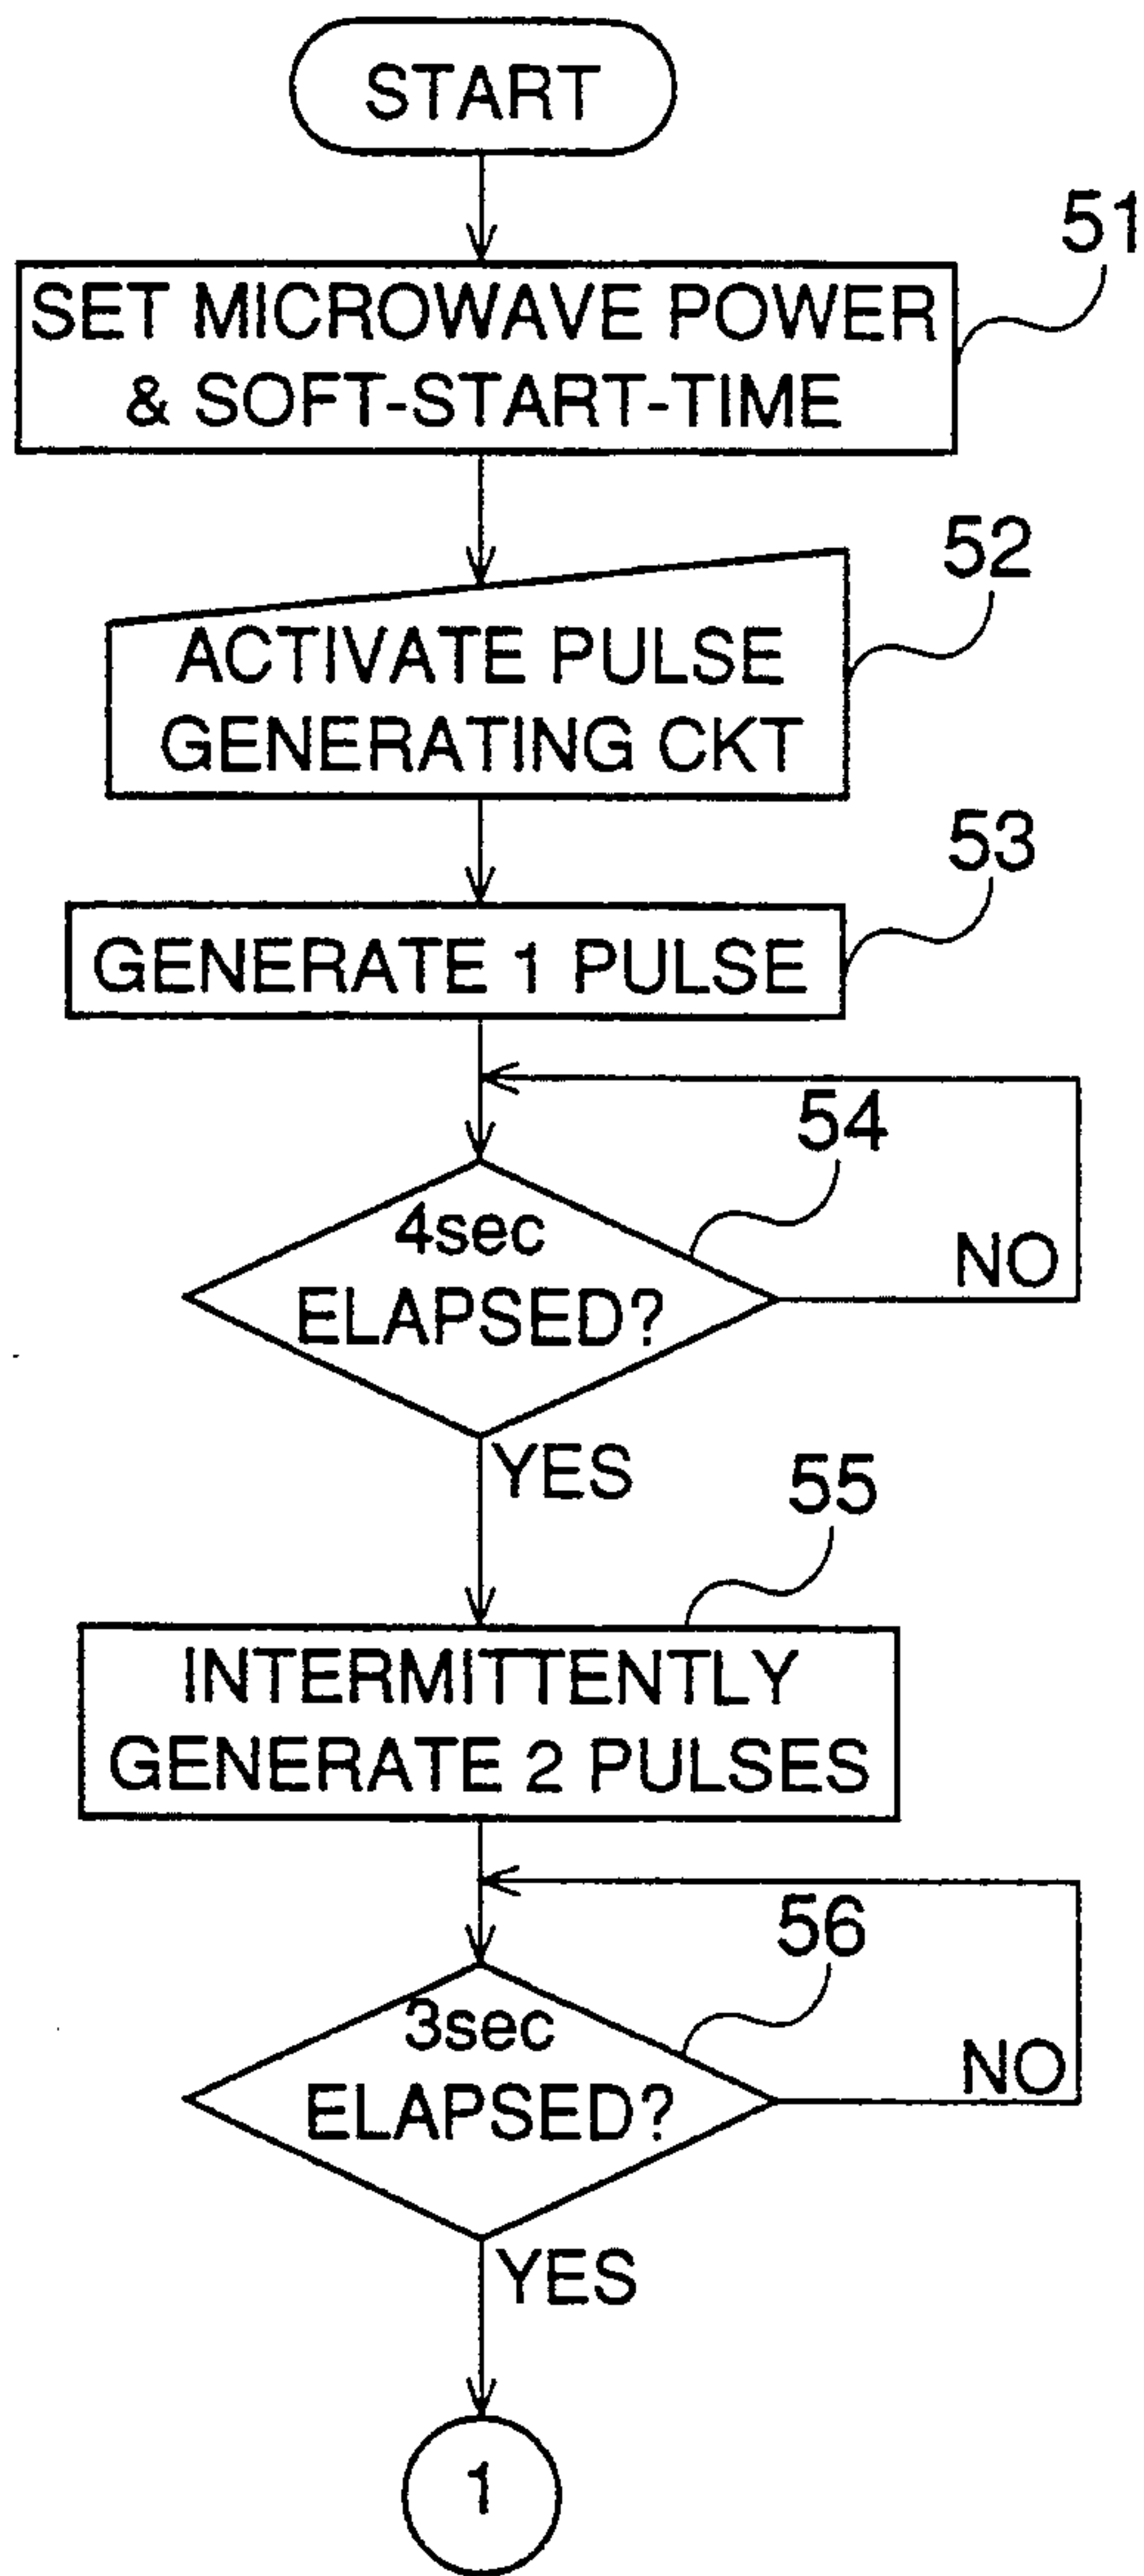 START
51
SET MICROWAVE POWER
& SOFT-START-TIME
52
ACTIVATE PULSE
GENERATING CKT
53
GENERATE 1 PULSE
54
4sec
ELAPSED?
NO
YES
55
INTERMITTENTLY
GENERATE 2 PULSES
56
3sec
ELAPSED?
NO
YES
1